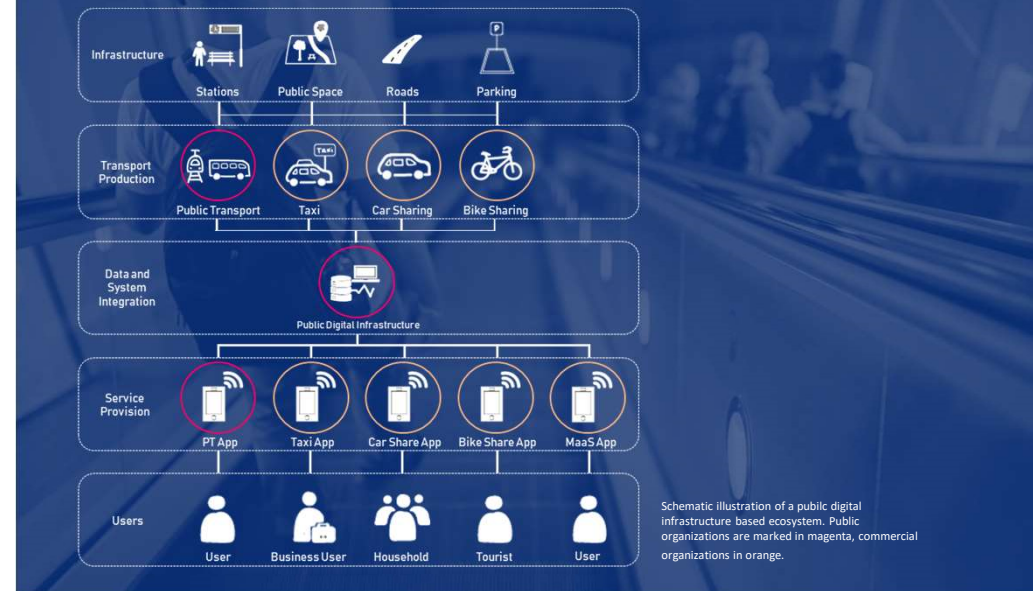 Infrastructure
Stations
Public Space
Roads
P
Parking
Transport
Production
Public Transport
Taxi
Taxi
Car Sharing
Bike Sharing
Data and
System
Integration
Public Digital Infrastructure
Service
Provision
PT App
Taxi App
Car Share App
Bike Share App
MaaS App
Users
User
Business User
Household
Tourist
User
Schematic illustration of a pubilc digital
infrastructure based ecosystem. Public
organizations are marked in magenta, commercial
organizations in orange.